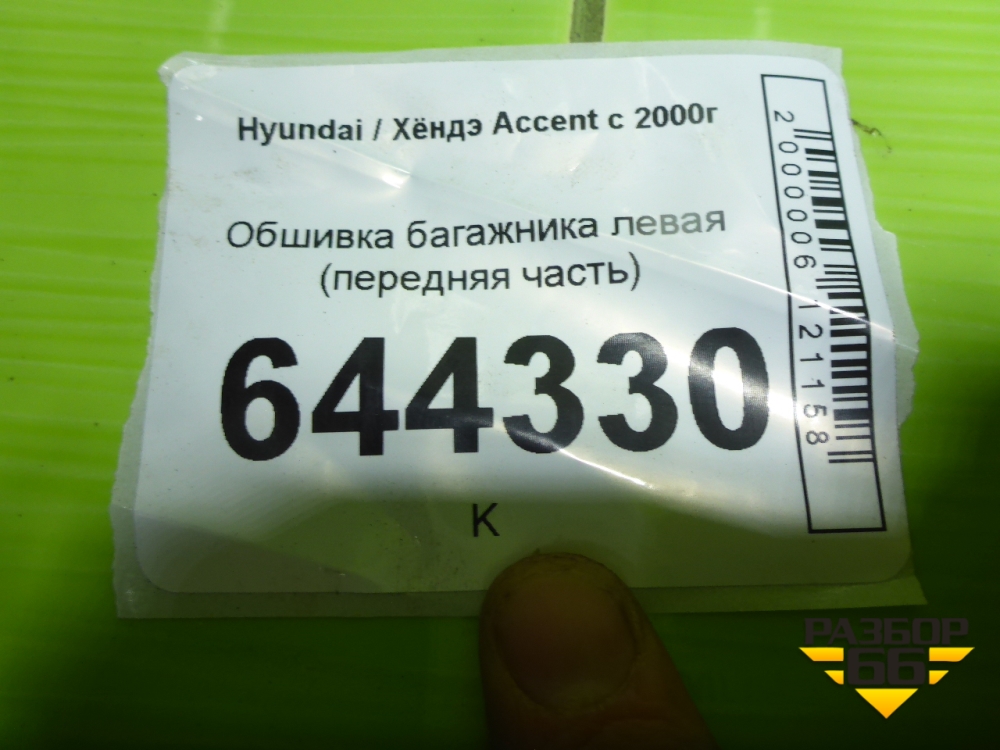 Hyundai / Хёндэ Accent с 2000г
Обшивка багажника левая
(передняя часть)
644330
К
2000006121158
РАЗБОР
66